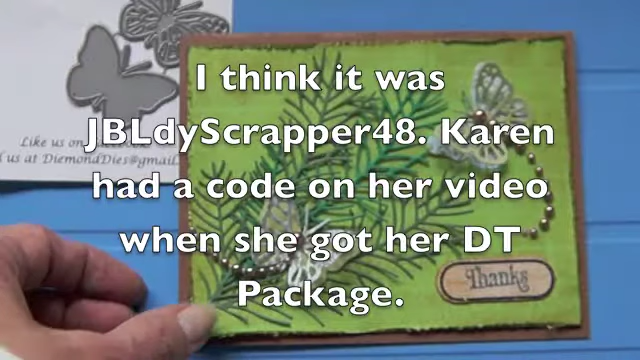 I think it was
JBLdyScrapper48. Karen
had a code on her video
when she got her DT
Package.
Like us on
us at DiemondDies@gmail
Thanks